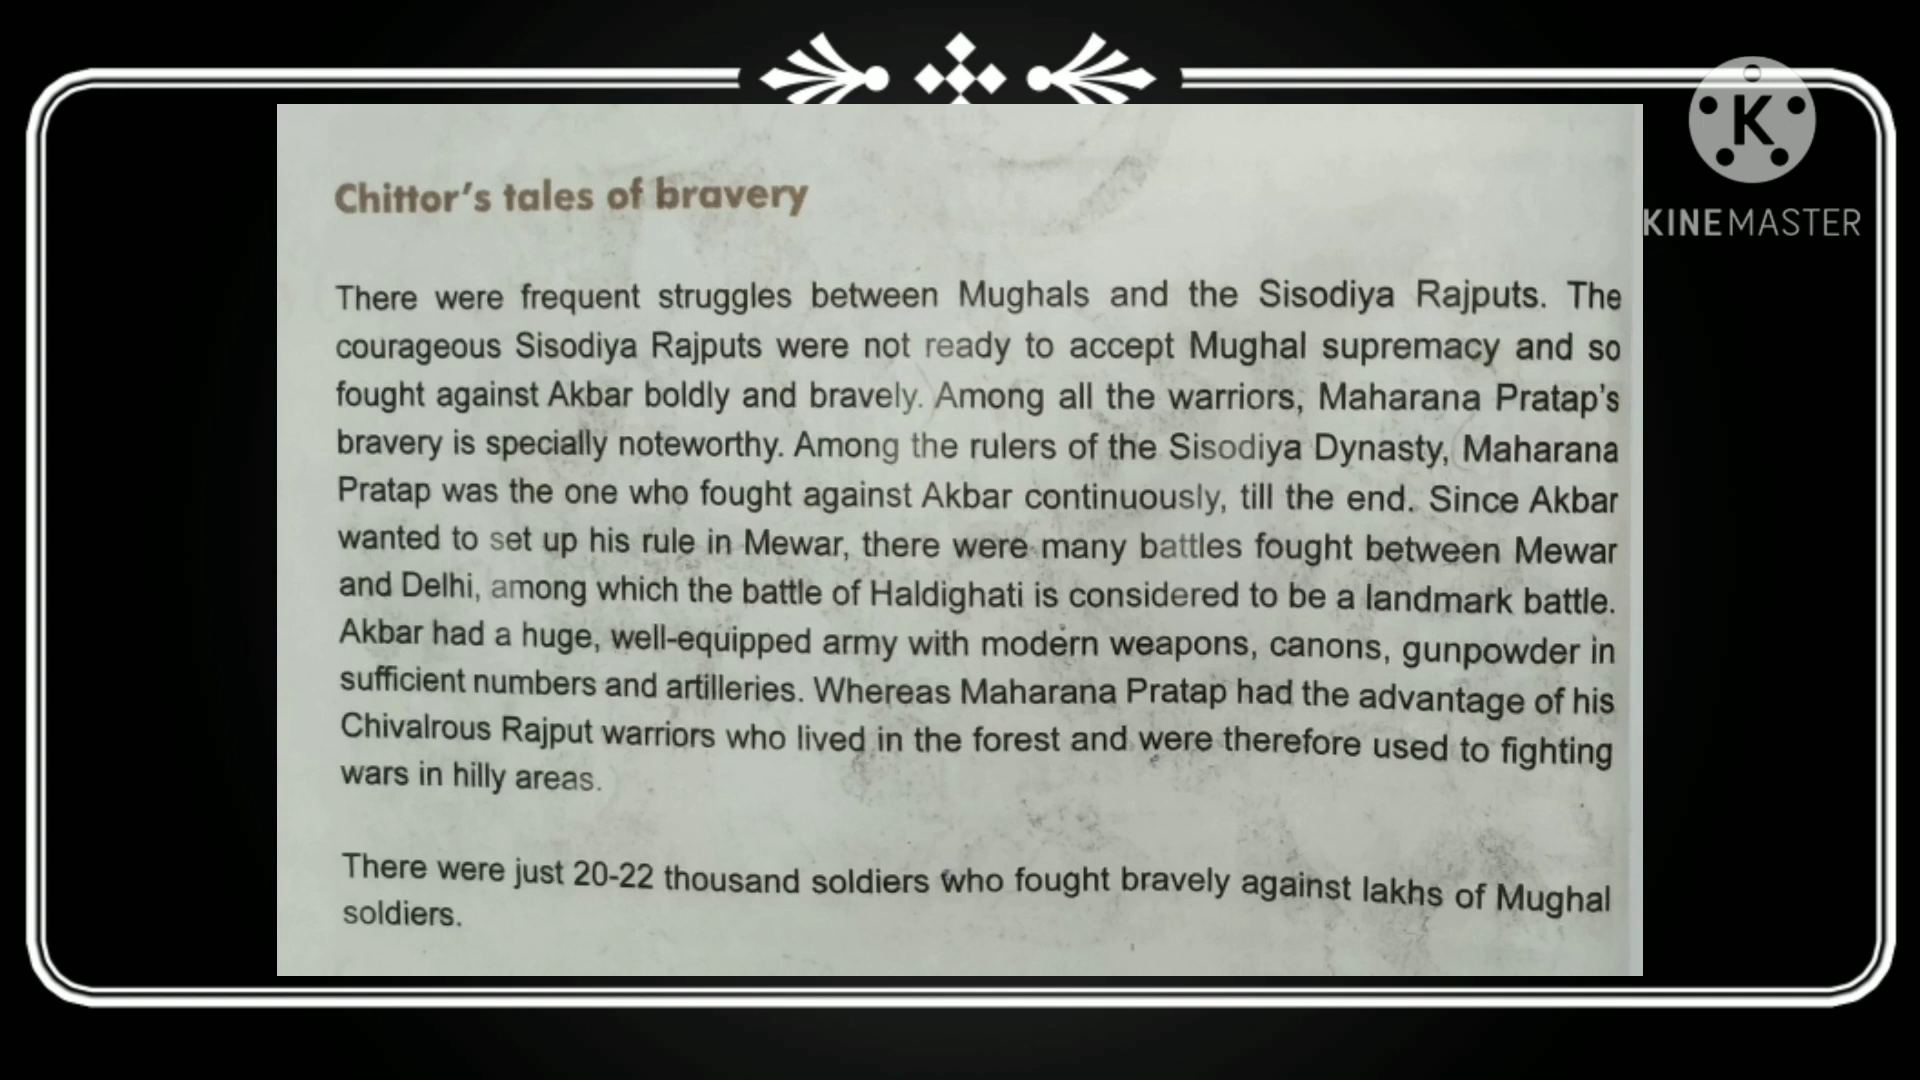 K
KINEMASTER
Chittor's tales of bravery
There were frequent struggles between Mughals and the Sisodiya Rajputs. The
courageous Sisodiya Rajputs were not ready to accept Mughal supremacy and so
fought against Akbar boldly and bravely. Among all the warriors, Maharana Pratap's
bravery is specially noteworthy. Among the rulers of the Sisodiya Dynasty, Maharana
Pratap was the one who fought against Akbar continuously, till the end. Since Akbar
wanted to set up his rule in Mewar, there were many battles fought between Mewar
and Delhi, among which the battle of Haldighati is considered to be a landmark battle.
Akbar had a huge, well-equipped army with modern weapons, canons, gunpowder in
sufficient numbers and artilleries. Whereas Maharana Pratap had the advantage of his
Chivalrous Rajput warriors who lived in the forest and were therefore used to fighting
wars in hilly areas.
There were just 20-22 thousand soldiers who fought bravely against lakhs of Mughal
soldiers.